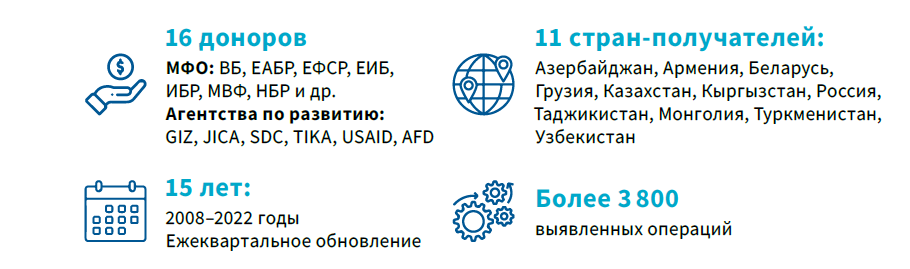 16 доноров
МФО: ВБ, ЕАБР, ЕФСР, ЕИБ,
ИБР, МВФ, НБР и др.
Агентства по развитию:
GIZ, JICA, SDC, TIKA, USAID, AFD
11 стран-получателей:
Азербайджан, Армения, Беларусь,
Грузия, Казахстан, Кыргызстан, Россия,
Таджикистан, Монголия, Туркменистан,
Узбекистан
15 лет:
2008–2022 годы
Ежеквартальное обновление
Более 3 800
выявленных операций